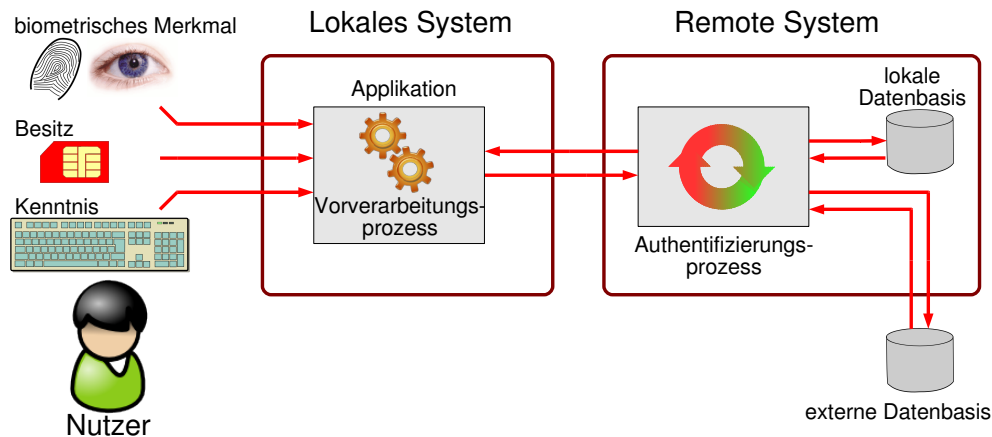 biometrisches Merkmal
Besitz
Kenntnis
Nutzer
Lokales System
Applikation
Vorverarbeitungs-
prozess
Remote System
lokale
Datenbasis
Authentifizierungs-
prozess
externe Datenbasis